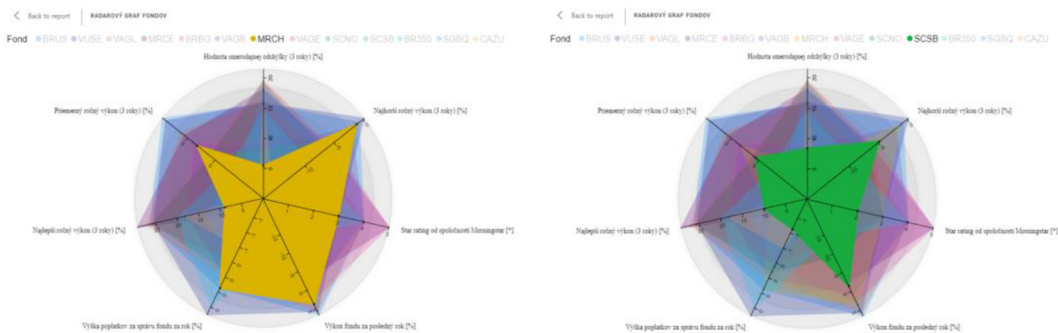 Back to report RADAROVÝ GRAF FONDOV
Fond BRUS VUSE VAGL MRCE BRBG VAGB MRCH VAGE SCNO SCSB BR350 SGBQ CAZU
Hodnota smerodajnej odchýlky (3 roky) [%]
Priemerný ročný výkon (3 roky) [%]
Najhorší ročný výkon (3 roky) [%]
Najlepší ročný výkon (3 roky) [%]
Star rating od spoločnosti Morningstar [*]
Výška poplatkov za správu fondu za rok [%]
Výkon fondu za posledný rok [%]
Back to report RADAROVÝ GRAF FONDOV
Fond BRUS VUSE VAGL MRCE BRBG VAGB MRCH VAGE SCNO SCSB BR350 SGBQ CAZU
Hodnota smerodajnej odchýlky (3 roky) [%]
Priemerný ročný výkon (3 roky) [%]
Najhorší ročný výkon (3 roky) [%]
Najlepší ročný výkon (3 roky) [%]
Star rating od spoločnosti Morningstar [*]
Výška poplatkov za správu fondu za rok [%]
Výkon fondu za posledný rok [%]